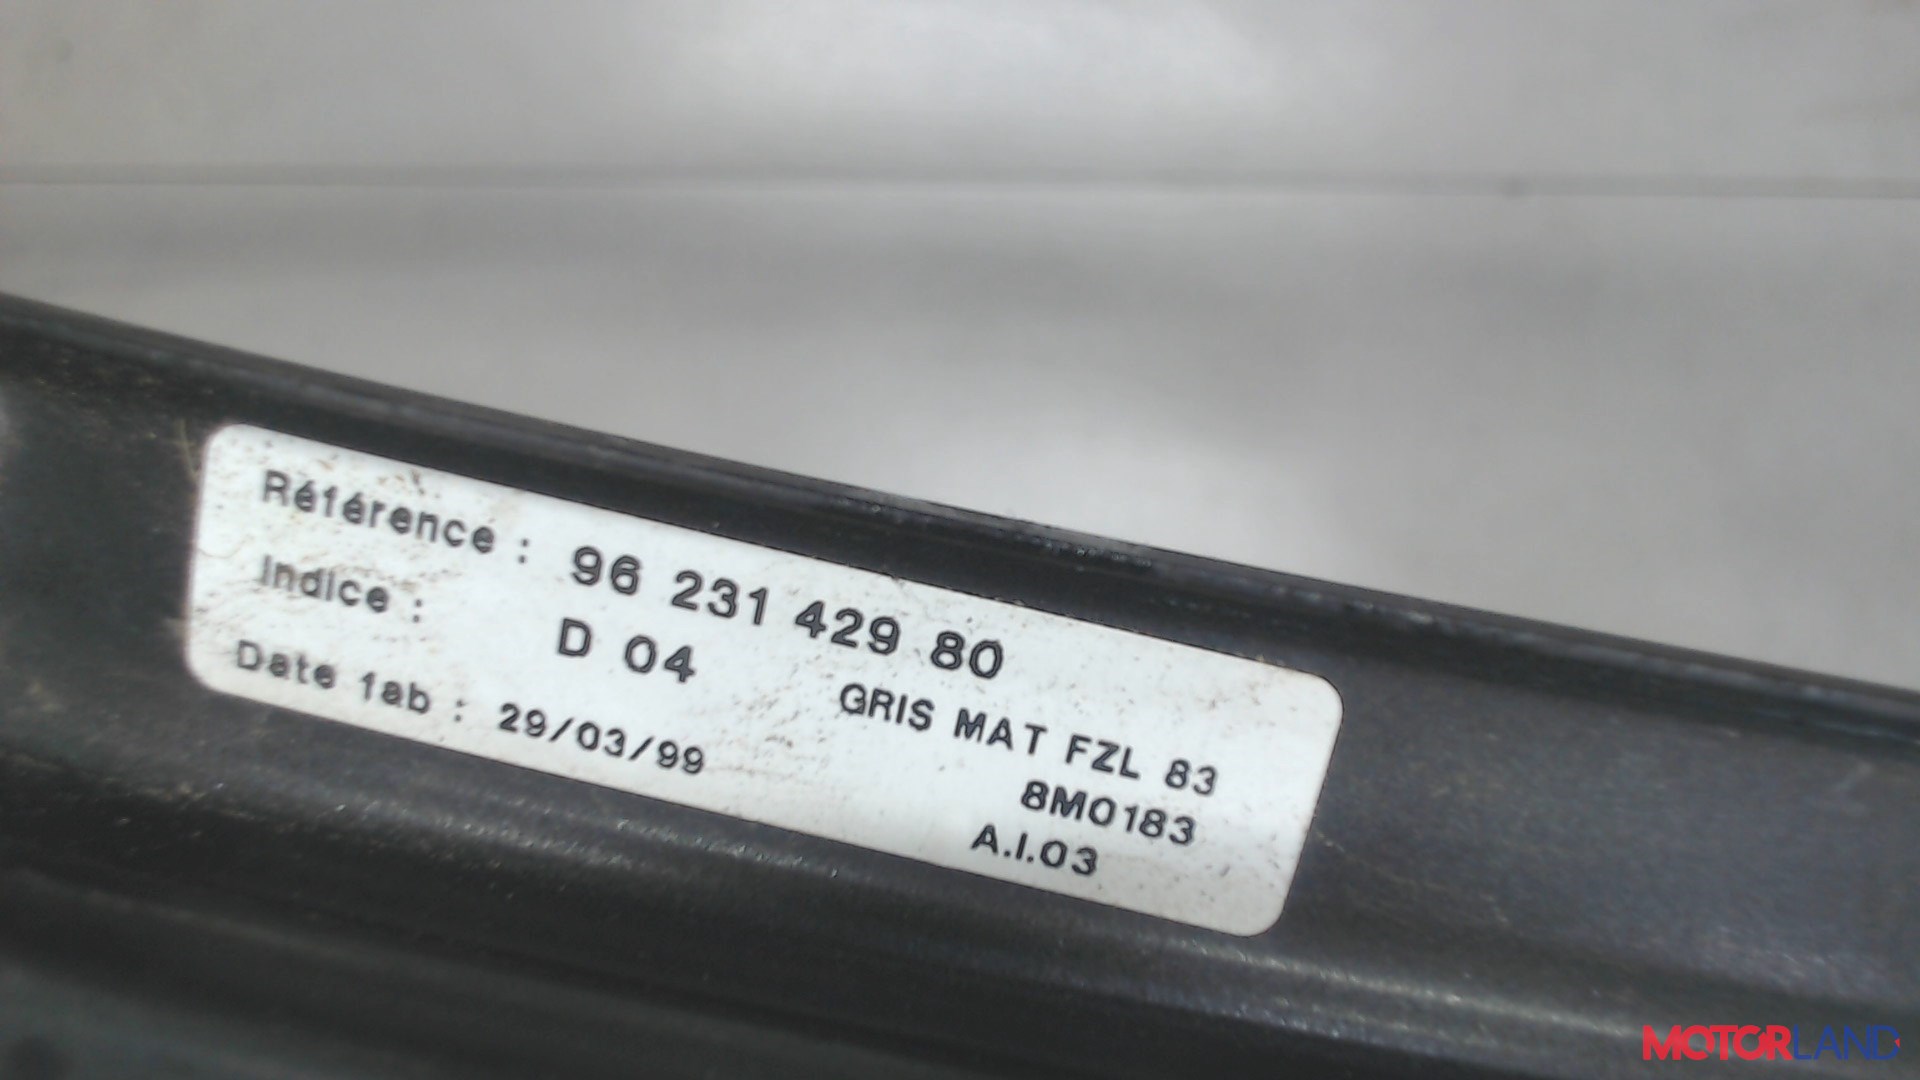 Référence : 96 231 429 80
Indice : D 04
GRIS MAT FZL 83
Date fab : 29/03/99
8M0183
A.I.03
MOTORLAND